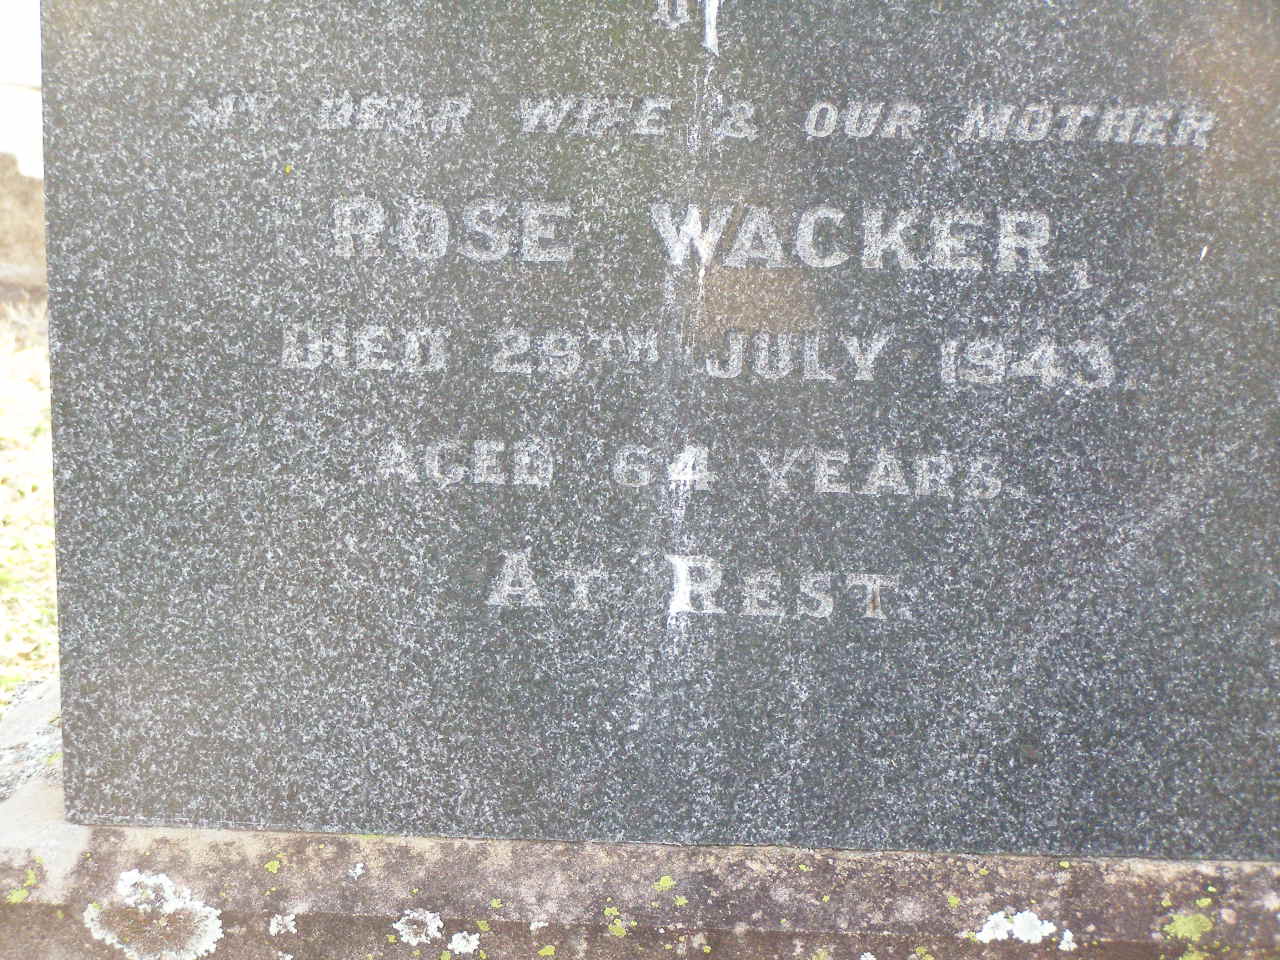 MY DEAR WIFE & OUR MOTHER
ROSE WACKER,
DIED 29TH JULY 1943.
AGED 64 YEARS.
AT REST.